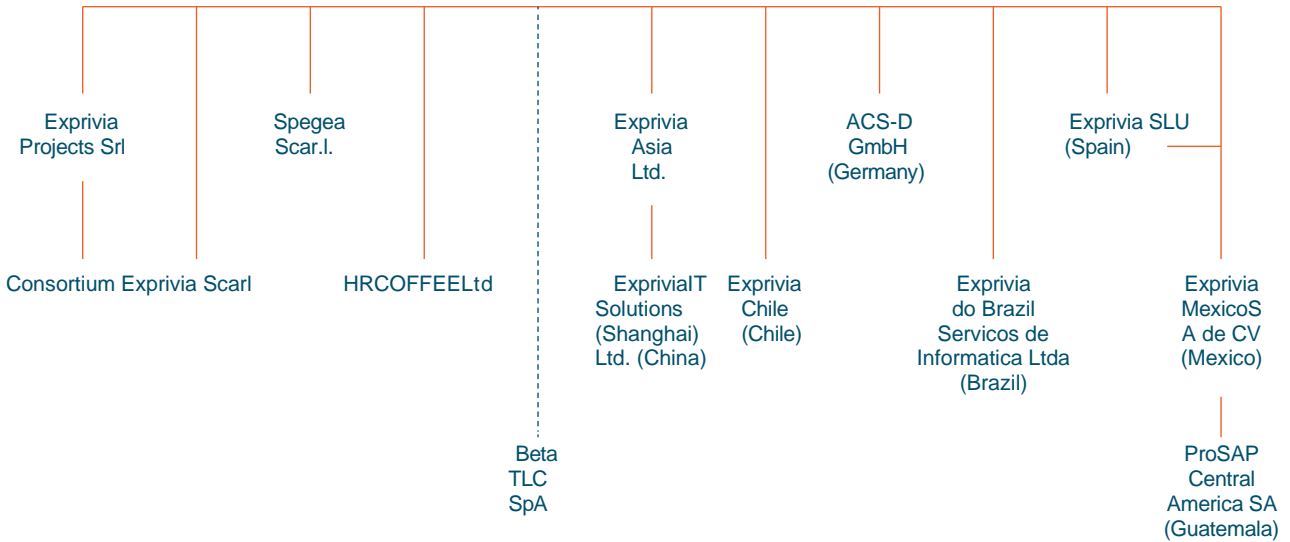 Exprivia
Projects Srl
Spegea
Scar.l.
Exprivia
Asia
Ltd.
ACS-D
GmbH
(Germany)
Exprivia SLU
(Spain)
Consortium Exprivia Scarl
HRCOFFEELtd
ExpriviaIT
Solutions
(Shanghai)
Ltd. (China)
Exprivia
Chile
(Chile)
Exprivia
do Brazil
Servicos de
Informatica Ltda
(Brazil)
Exprivia
MexicoS
A de CV
(Mexico)
Beta
TLC
SpA
ProSAP
Central
America SA
(Guatemala)